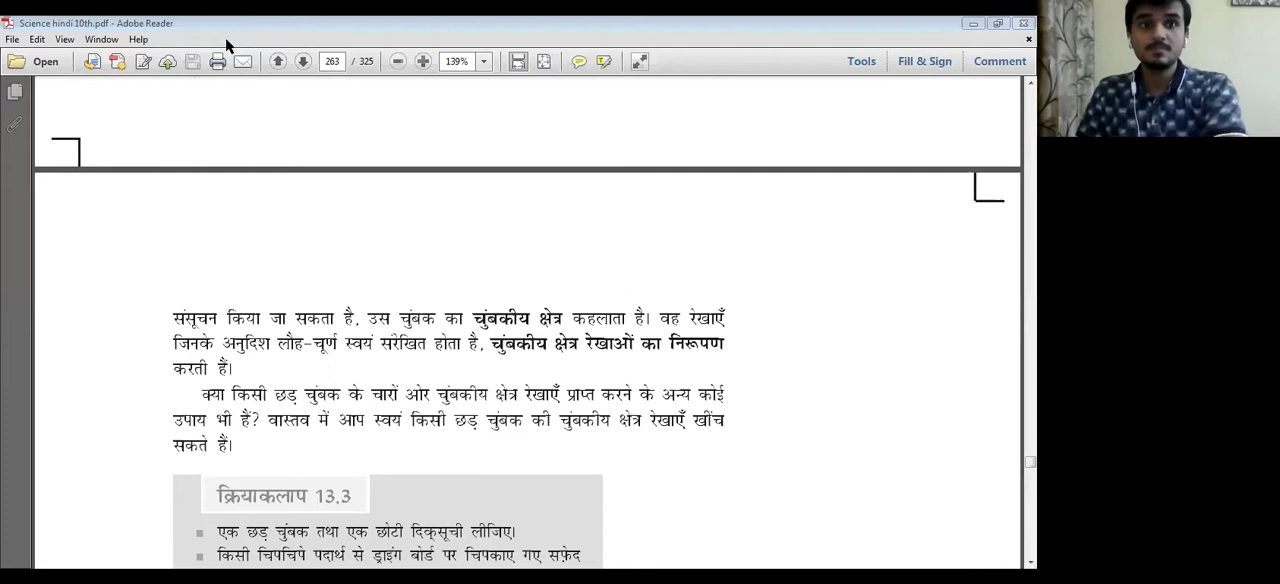 Science hindi 10th.pdf - Adobe Reader
File Edit View Window Help
Open 263 / 325 139% Tools Fill & Sign Comment
संसूचन किया जा सकता है, उस चुंबक का चुंबकीय क्षेत्र कहलाता है। वह रेखाएँ
जिनके अनुदिश लौह-चूर्ण स्वयं संरेखित होता है, चुंबकीय क्षेत्र रेखाओं का निरूपण
करती हैं।
क्या किसी छड़ चुंबक के चारों ओर चुंबकीय क्षेत्र रेखाएँ प्राप्त करने के अन्य कोई
उपाय भी हैं? वास्तव में आप स्वयं किसी छड़ चुंबक की चुंबकीय क्षेत्र रेखाएँ खींच
सकते हैं।
क्रियाकलाप 13.3
एक छड़ चुंबक तथा एक छोटी दिक्सूची लीजिए।
किसी चिपचिपे पदार्थ से ड्राइंग बोर्ड पर चिपकाए गए सफ़ेद